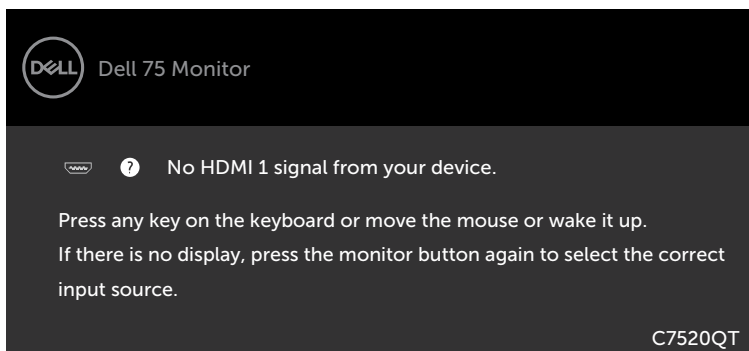 DELL Dell 75 Monitor
? No HDMI 1 signal from your device.
Press any key on the keyboard or move the mouse or wake it up.
If there is no display, press the monitor button again to select the correct
input source.
C7520QT